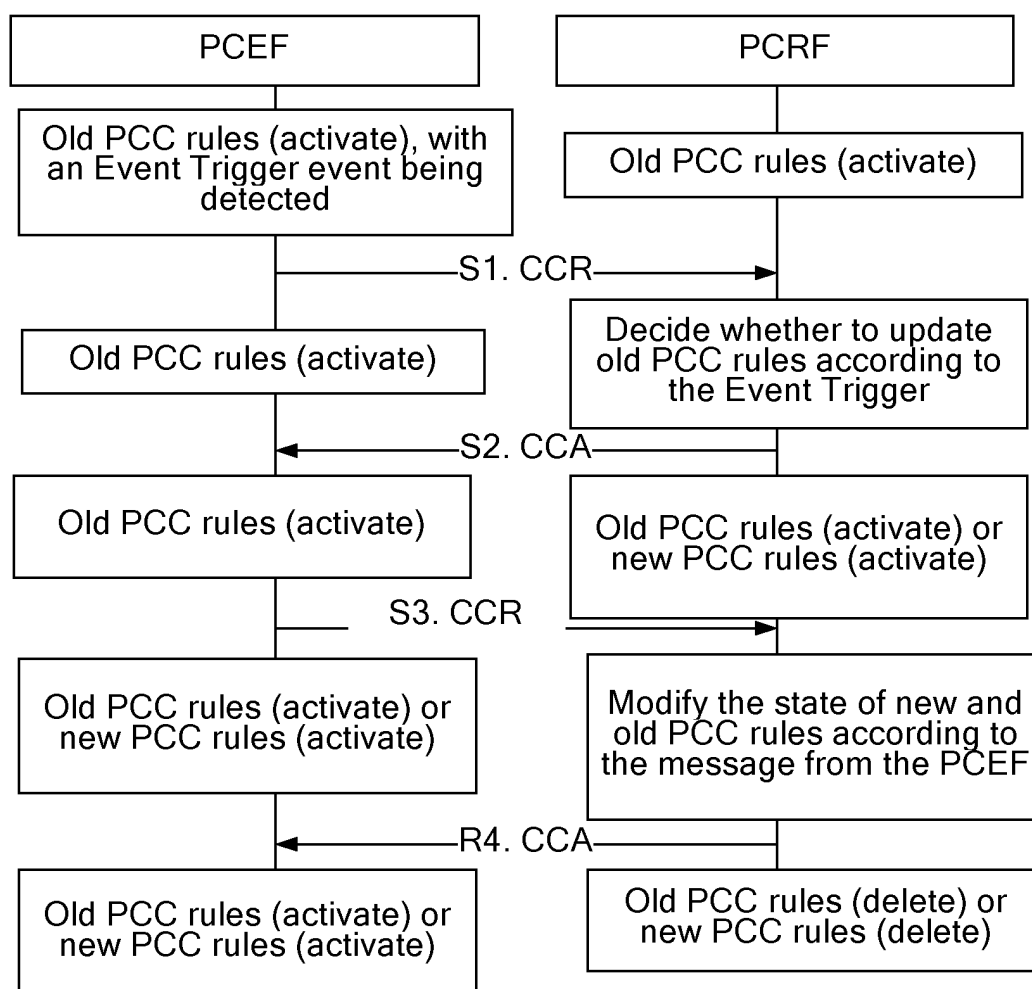 PCEF
PCRF
Old PCC rules (activate), with
an Event Trigger event being
detected
Old PCC rules (activate)
S1. CCR
Old PCC rules (activate)
Decide whether to update
old PCC rules according to
the Event Trigger
S2. CCA
Old PCC rules (activate)
Old PCC rules (activate) or
new PCC rules (activate)
S3. CCR
Old PCC rules (activate) or
new PCC rules (activate)
Modify the state of new and
old PCC rules according to
the message from the PCEF
R4. CCA
Old PCC rules (activate) or
new PCC rules (activate)
Old PCC rules (delete) or
new PCC rules (delete)